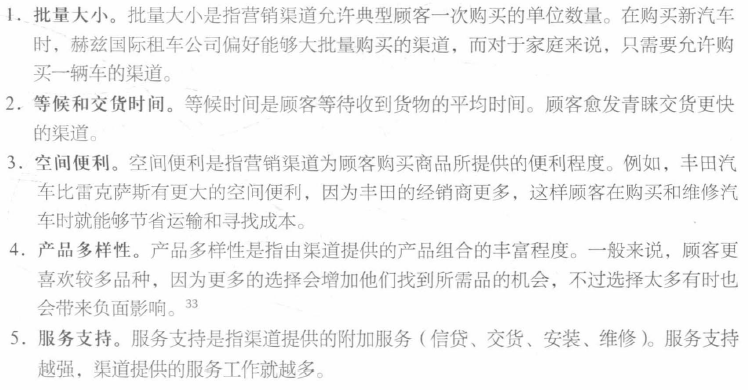 1. 批量大小。批量大小是指营销渠道允许典型顾客一次购买的单位数量。在购买新汽车
时，赫兹国际租车公司偏好能够大批量购买的渠道，而对于家庭来说，只需要允许购
买一辆车的渠道。
2. 等候和交货时间。等候时间是顾客等待收到货物的平均时间。顾客愈发青睐交货更快
的渠道。
3. 空间便利。空间便利是指营销渠道为顾客购买商品所提供的便利程度。例如，丰田汽
车比雷克萨斯有更大的空间便利，因为丰田的经销商更多，这样顾客在购买和维修汽
车时就能够节省运输和寻找成本。
4. 产品多样性。产品多样性是指由渠道提供的产品组合的丰富程度。一般来说，顾客更
喜欢较多品种，因为更多的选择会增加他们找到所需品的机会，不过选择太多有时也
会带来负面影响。33
5. 服务支持。服务支持是指渠道提供的附加服务（信贷、交货、安装、维修）。服务支持
越强，渠道提供的服务工作就越多。